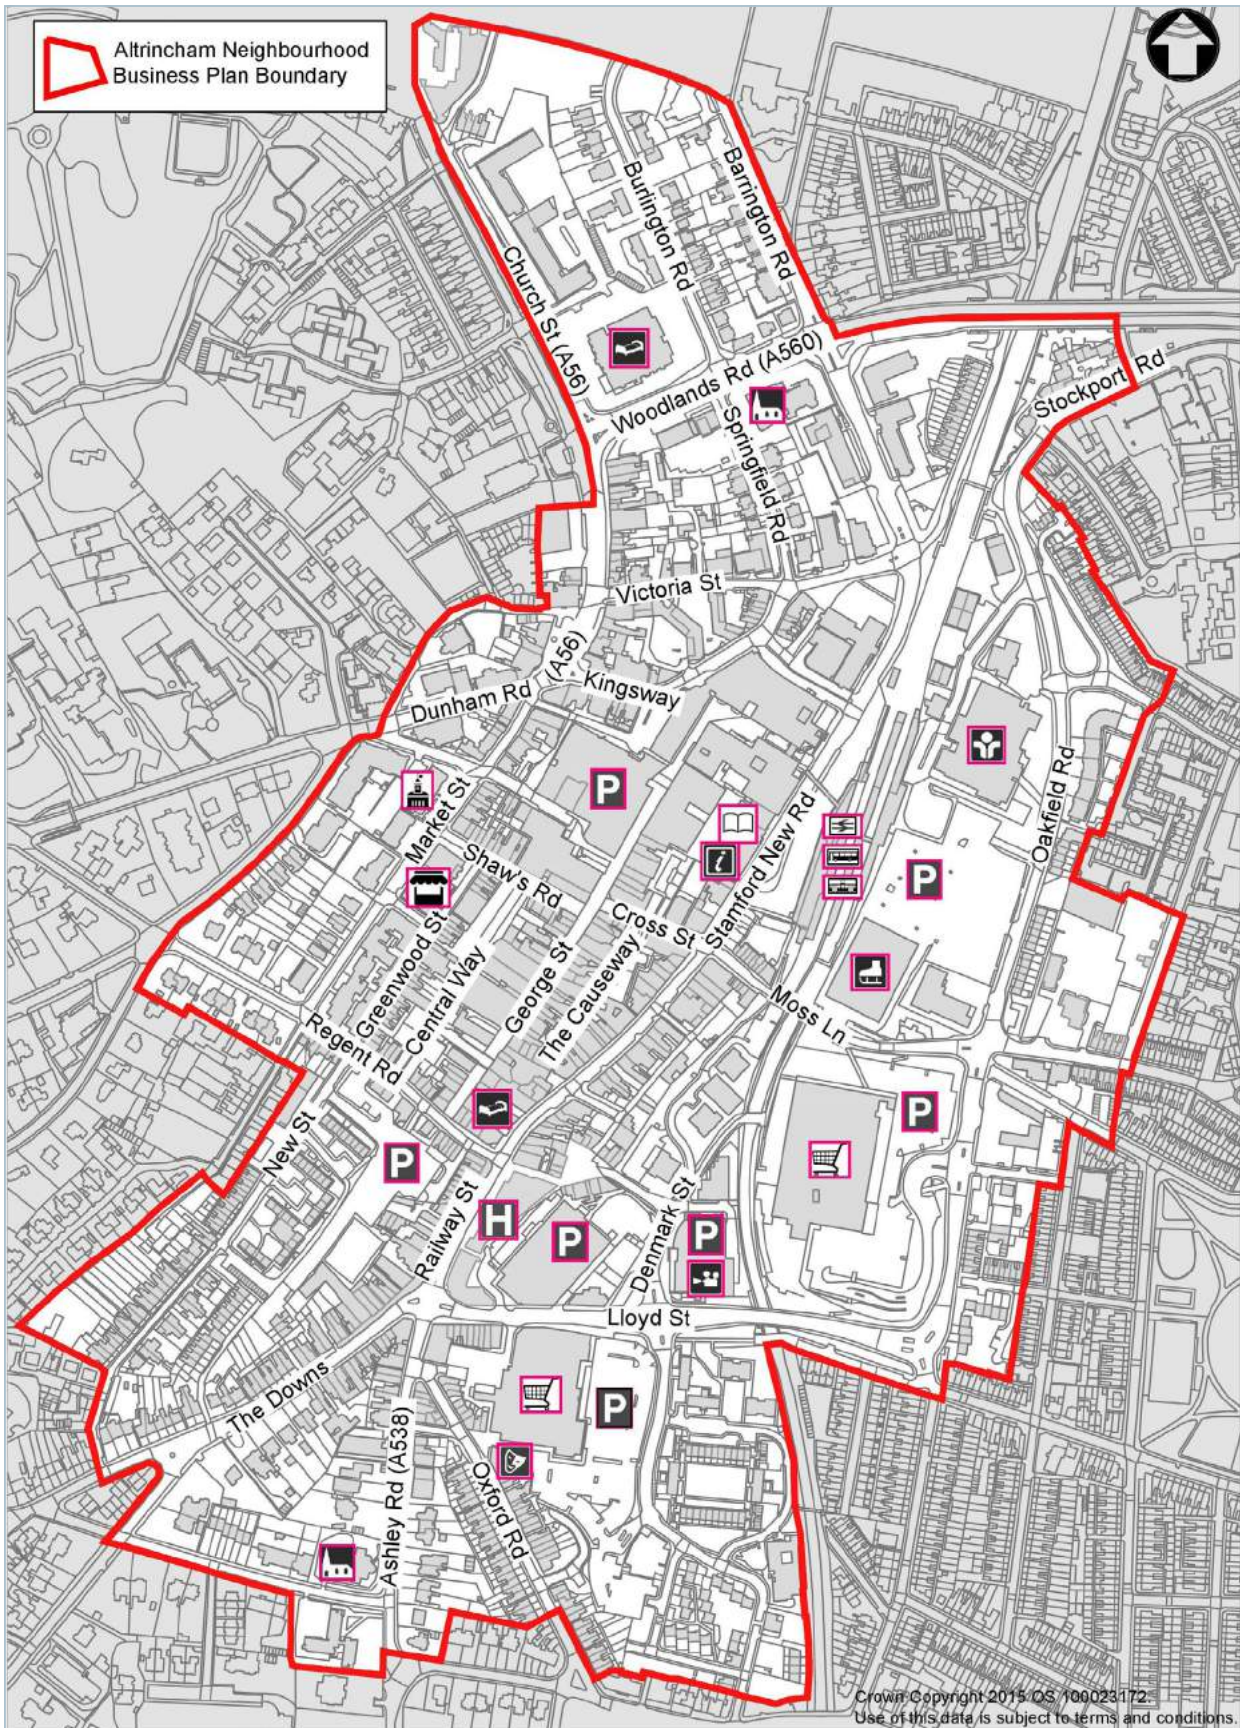 Altrincham Neighbourhood
Business Plan Boundary
Burlington Rd
Barrington Rd
Church St (A56)
Woodlands Rd (A560)
Stockport Rd
Springfield Rd
Victoria St
Dunham Rd (A56)
Kingsway
P
Market St
Shaw's Rd
Stamford New Rd
Oakfield Rd
i
P
Cross St
Greenwood St
Central Way
George St
The Causeway
Moss Ln
Regent Rd
New St
P
P
Railway St
H
P
Denmark St
P
Lloyd St
The Downs
P
Ashley Rd (A538)
Oxford Rd
Crown Copyright 2015 OS 100023172.
Use of this data is subject to terms and conditions.